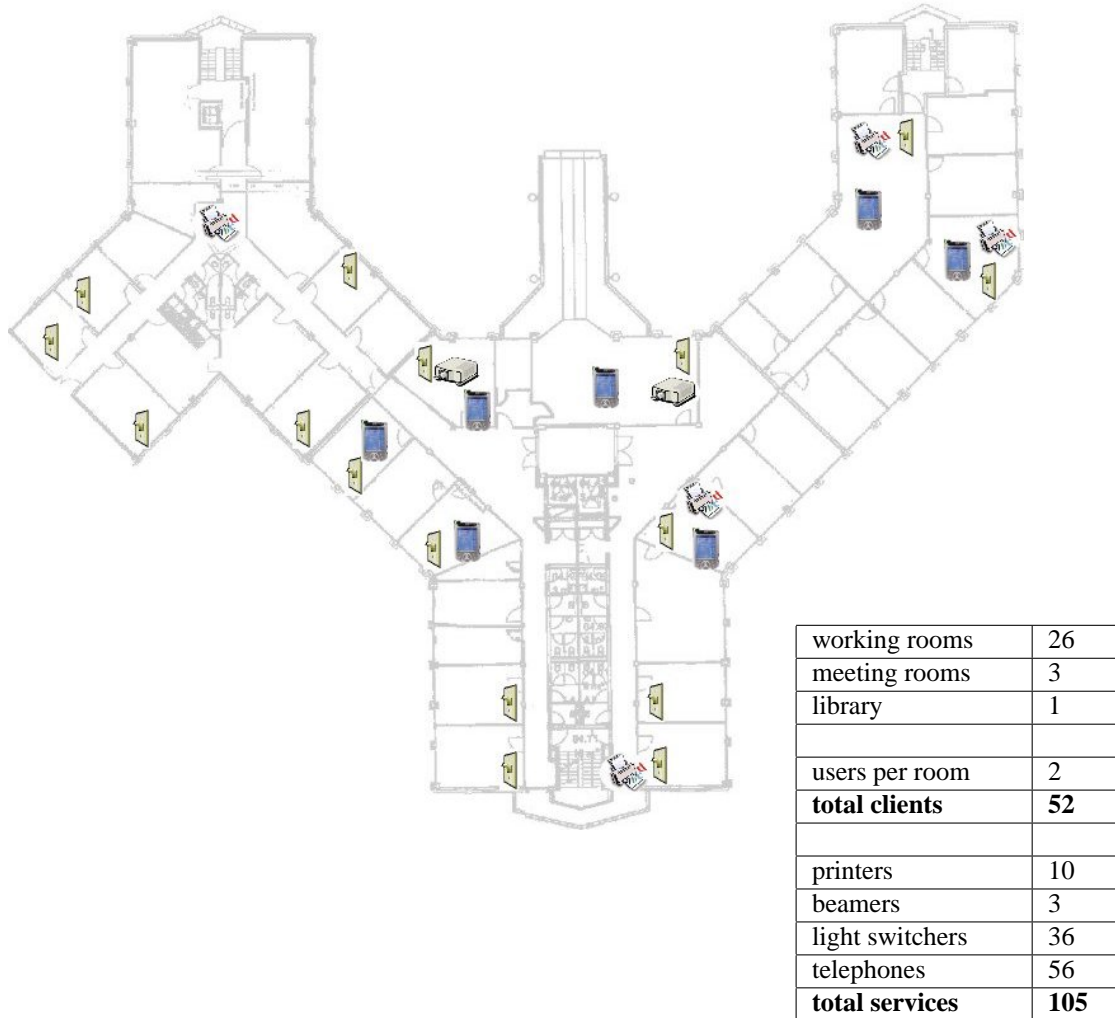 working rooms 26
meeting rooms 3
library 1
users per room 2
total clients 52
printers 10
beamers 3
light switchers 36
telephones 56
total services 105